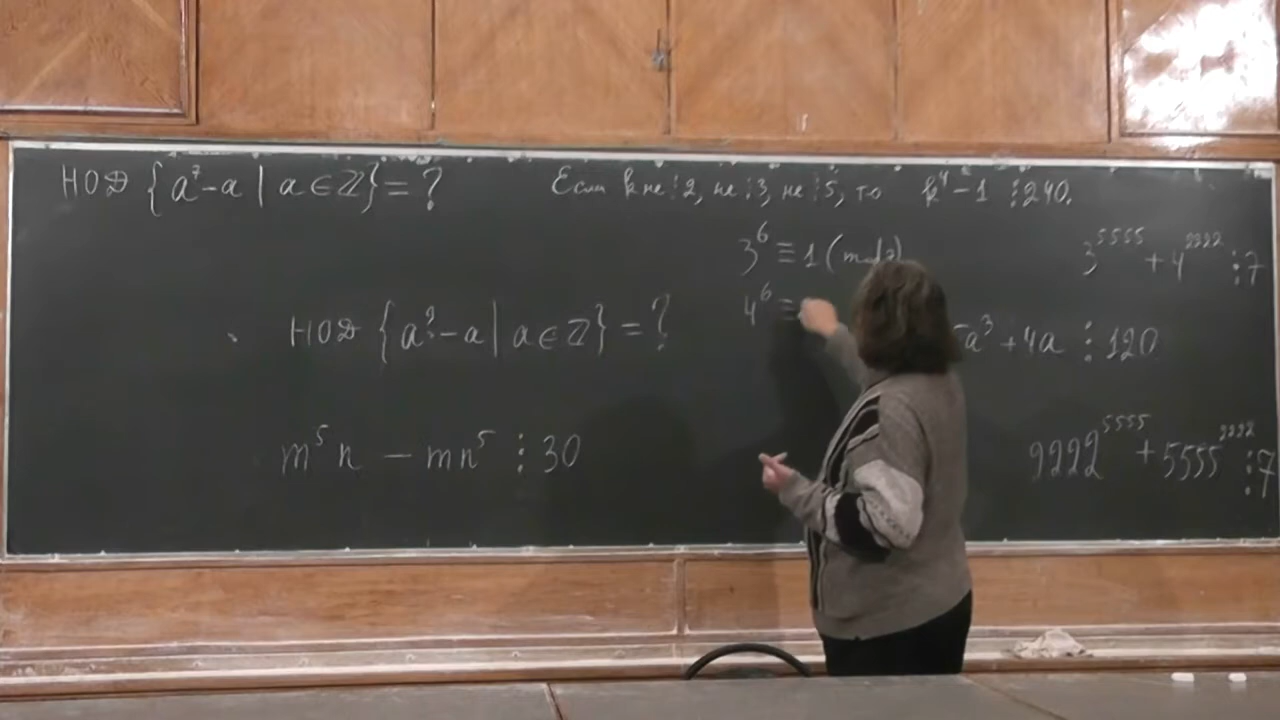 НОД {a⁷-a | a∈ℤ} = ?
Если k не ⋮ 2, не ⋮ 3, не ⋮ 5, то k⁴-1 ⋮ 240.
3⁶ ≡ 1 (mod 7)
3⁵⁵⁵⁵ + 4²²²² ⋮ 7
4⁶ ≡
НОД {a⁹-a | a∈ℤ} = ?
a³ + 4a ⋮ 120
m⁵n - mn⁵ ⋮ 30
2222⁵⁵⁵⁵ + 5555²²²² ⋮ 7